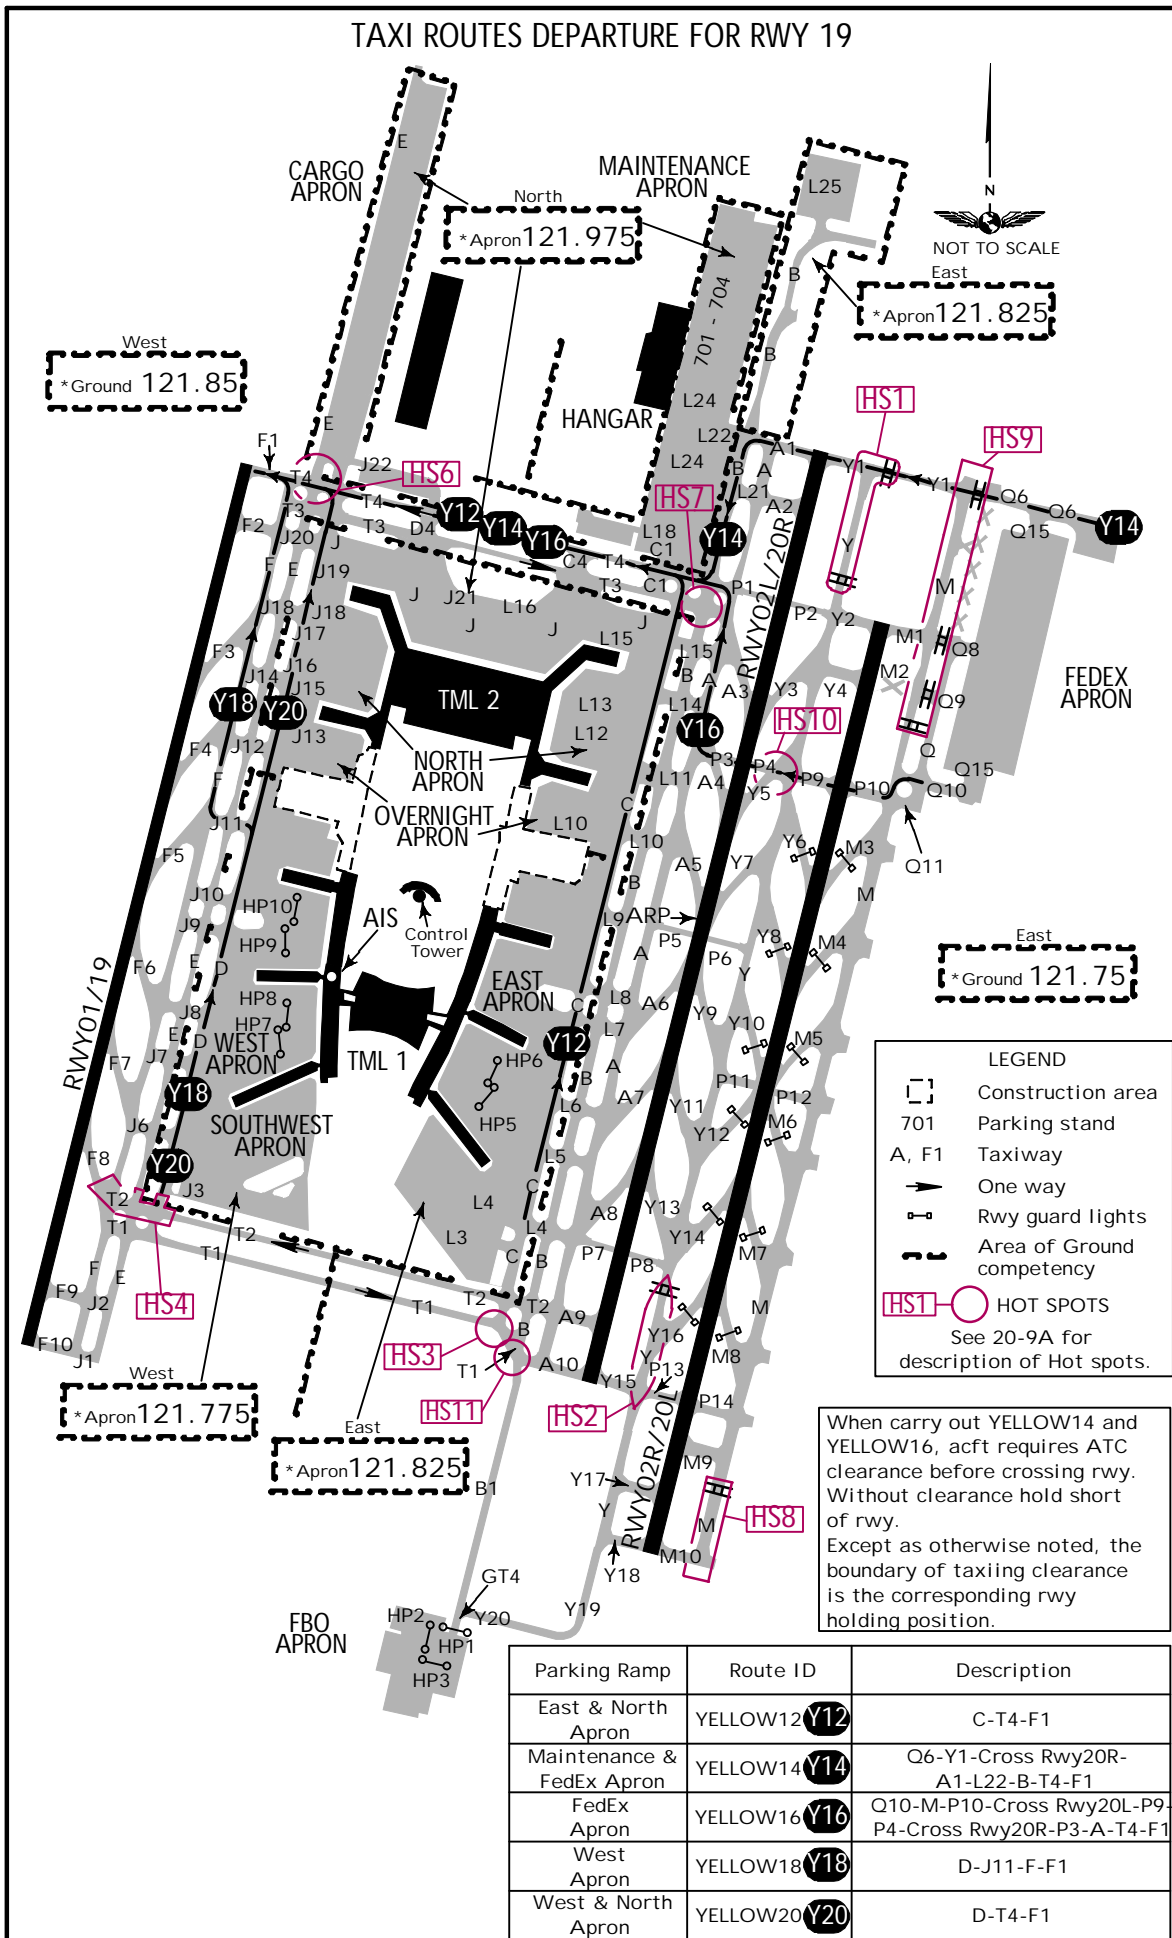 TAXI ROUTES DEPARTURE FOR RWY 19
E
CARGO
APRON
MAINTENANCE
APRON
L25
North
*Apron 121.975
N
NOT TO SCALE
East
*Apron 121.825
B
701 - 704
West
*Ground 121.85
B
HANGAR
L24
HS1
HS9
E
F1
L22
A1
J22
HS6
L24
B
A
Y1
Y1
Q6
T4
HS7
L21
A2
Q6
Y14
T4
Y12
Q15
F2
T3
T3
D4
Y14
Y16
L18
Y14
J20
J
C1
Y
F
E
J19
C4
T4
T3
C1
P1
M
J
J21
L16
RWY02L/20R
J18
J18
J
J
J
P2
Y2
J17
L15
M1
Q8
F3
J16
L15
M2
J14
J15
B
A
A3
Y3
Y4
FEDEX
APRON
Y18
Y20
TML 2
L13
L14
Q9
J12
J13
L12
Y16
HS10
F4
NORTH
APRON
P3
P4
Q
F
L11
A4
P9
P10
Q15
Y5
Q10
OVERNIGHT
APRON
C
J11
L10
L10
Y6
M3
F5
A5
Y7
Q11
AIS
B
M
J10
HP10
Control
Tower
L9
ARP
J9
HP9
P5
Y8
M4
East
*Ground 121.75
F6
E
D
A
P6
Y
EAST
APRON
J8
HP8
C
L8
A6
Y9
Y10
E
D
HP7
WEST
APRON
L7
M5
RWY01/19
F7
J7
TML 1
Y12
HP6
A
B
P11
P12
Y18
A7
Y11
SOUTHWEST
APRON
HP5
L6
Y12
M6
J6
F8
Y20
L5
J3
C
T2
L4
A8
Y13
T1
T2
L4
Y14
M7
T1
L3
C
B
P7
P8
F
E
M
F9
J2
HS4
T1
T2
T2
A9
Y16
F10
HS3
B
Y
M8
J1
T1
A10
Y15
P13
West
*Apron 121.775
HS11
HS2
P14
East
*Apron 121.825
RWY02R/20L
M9
B1
Y17
Y
M
HS8
M10
GT4
Y18
FBO
APRON
HP2
Y20
Y19
HP1
HP3
LEGEND
Construction area
701 Parking stand
A, F1 Taxiway
One way
Rwy guard lights
Area of Ground
competency
HS1 HOT SPOTS
See 20-9A for
description of Hot spots.
When carry out YELLOW14 and
YELLOW16, acft requires ATC
clearance before crossing rwy.
Without clearance hold short
of rwy.
Except as otherwise noted, the
boundary of taxiing clearance
is the corresponding rwy
holding position.
Parking Ramp Route ID Description
East & North
Apron YELLOW12 Y12 C-T4-F1
Maintenance &
FedEx Apron YELLOW14 Y14 Q6-Y1-Cross Rwy20R-
A1-L22-B-T4-F1
FedEx
Apron YELLOW16 Y16 Q10-M-P10-Cross Rwy20L-P9-
P4-Cross Rwy20R-P3-A-T4-F1
West
Apron YELLOW18 Y18 D-J11-F-F1
West & North
Apron YELLOW20 Y20 D-T4-F1